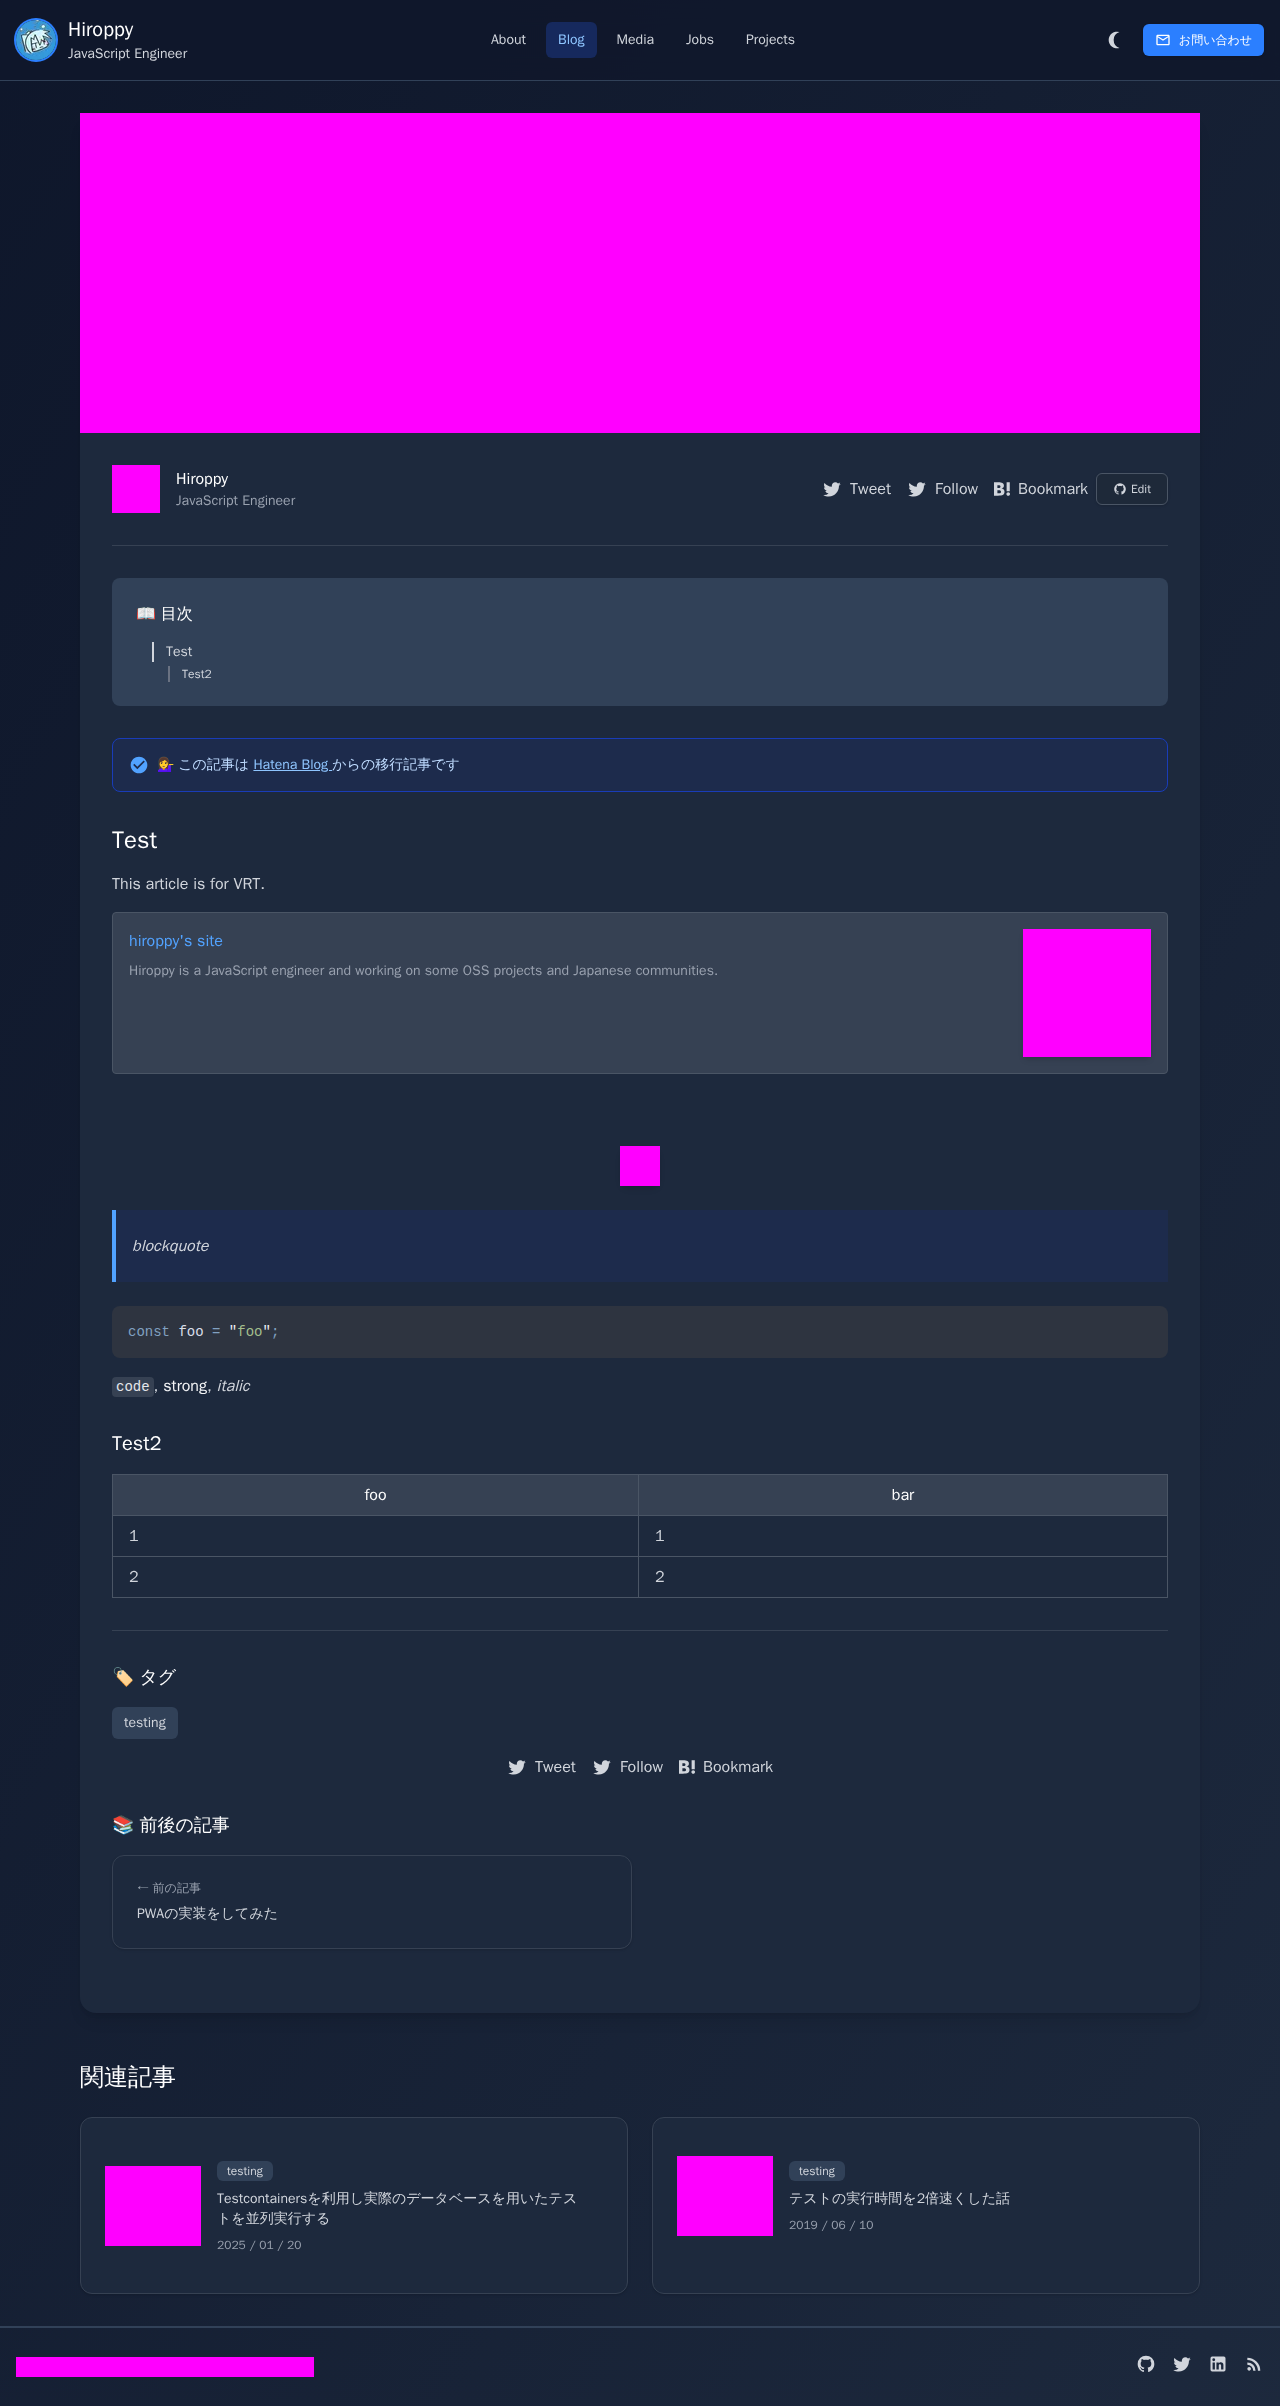 Hiroppy
JavaScript Engineer
About
Blog
Media
Jobs
Projects
お問い合わせ
Hiroppy
JavaScript Engineer
Tweet
Follow
B! Bookmark
Edit
📖 目次
Test
Test2
💁‍♀️ この記事は Hatena Blog からの移行記事です
Test
This article is for VRT.
hiroppy's site
Hiroppy is a JavaScript engineer and working on some OSS projects and Japanese communities.
blockquote
const foo = "foo";
code, strong, italic
Test2
foo bar
1 1
2 2
🏷️ タグ
testing
Tweet
Follow
B! Bookmark
📚 前後の記事
← 前の記事
PWAの実装をしてみた
関連記事
testing
Testcontainersを利用し実際のデータベースを用いたテス
トを並列実行する
2025 / 01 / 20
testing
テストの実行時間を2倍速くした話
2019 / 06 / 10